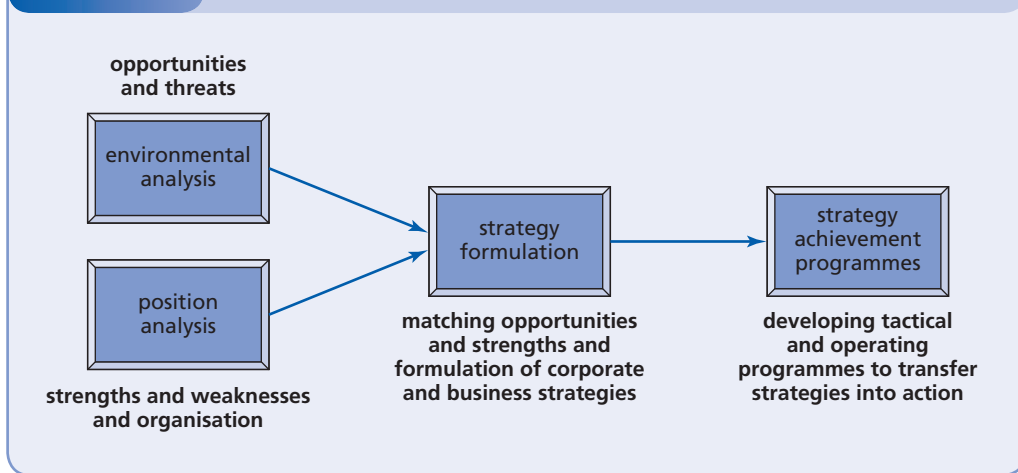 opportunities
and threats
environmental
analysis
position
analysis
strengths and weaknesses
and organisation
strategy
formulation
matching opportunities
and strengths and
formulation of corporate
and business strategies
strategy
achievement
programmes
developing tactical
and operating
programmes to transfer
strategies into action